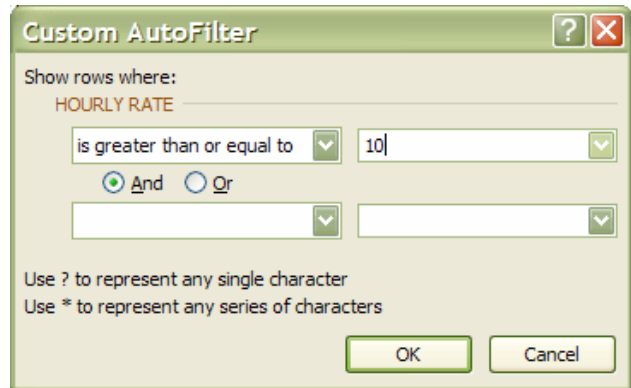 Custom AutoFilter ?
Show rows where:
HOURLY RATE
is greater than or equal to 10
And Or
Use ? to represent any single character
Use * to represent any series of characters
OK Cancel